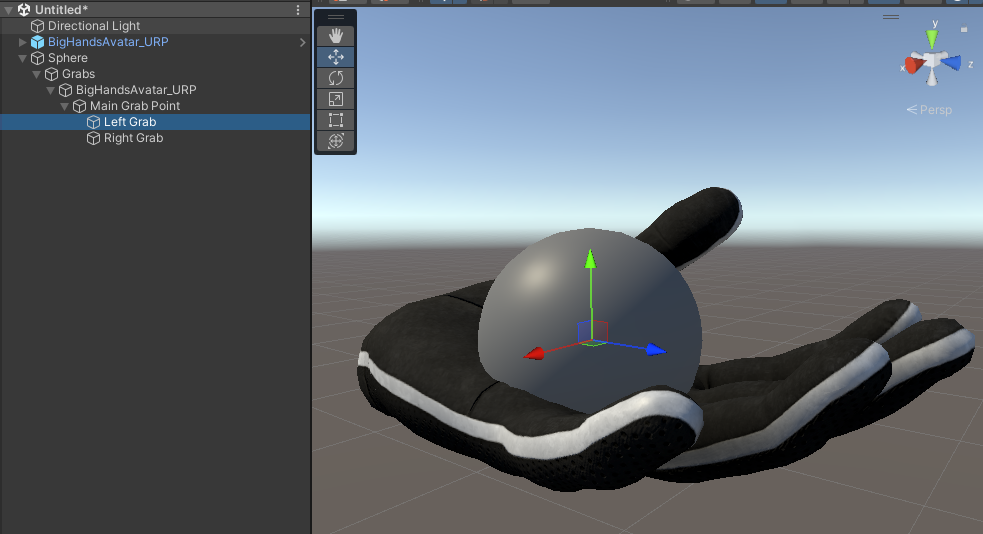 Untitled*
Directional Light
BigHandsAvatar_URP
Sphere
Grabs
BigHandsAvatar_URP
Main Grab Point
Left Grab
Right Grab
y
x
z
Persp